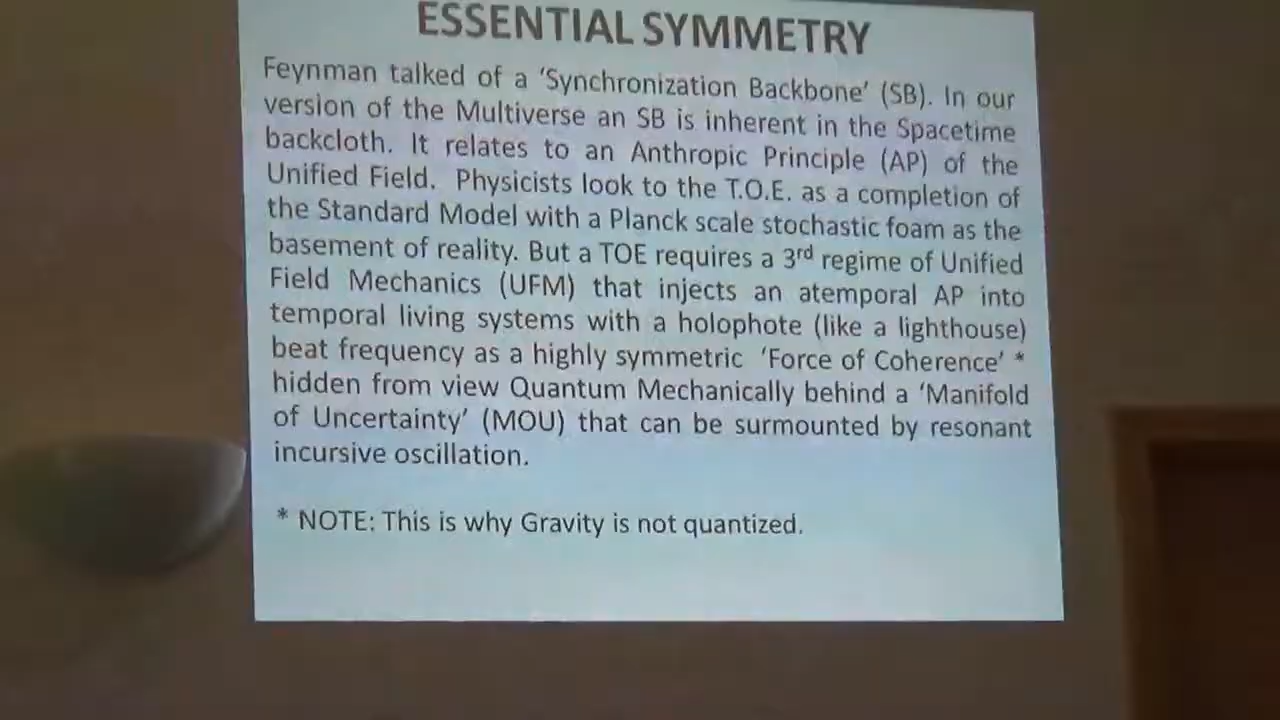 ESSENTIAL SYMMETRY
Feynman talked of a ‘Synchronization Backbone’ (SB). In our
version of the Multiverse an SB is inherent in the Spacetime
backcloth. It relates to an Anthropic Principle (AP) of the
Unified Field. Physicists look to the T.O.E. as a completion of
the Standard Model with a Planck scale stochastic foam as the
basement of reality. But a TOE requires a 3rd regime of Unified
Field Mechanics (UFM) that injects an atemporal AP into
temporal living systems with a holophote (like a lighthouse)
beat frequency as a highly symmetric ‘Force of Coherence’ *
hidden from view Quantum Mechanically behind a ‘Manifold
of Uncertainty’ (MOU) that can be surmounted by resonant
incursive oscillation.
* NOTE: This is why Gravity is not quantized.